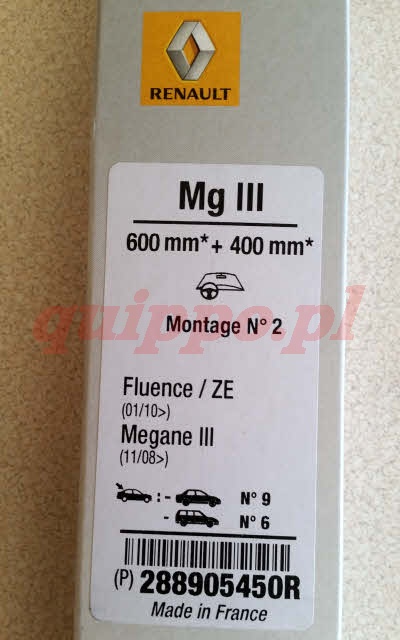 RENAULT
Mg III
600 mm* + 400 mm*
quippo.pl
Montage N° 2
Fluence / ZE
(01/10>)
Megane III
(11/08>)
: - N° 9
- N° 6
(P) 288905450R
Made in France